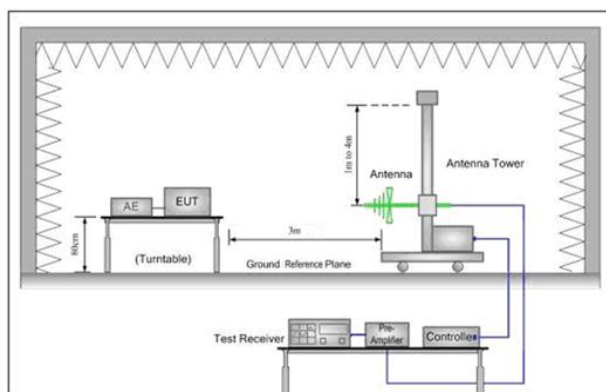 1m to 4m
Antenna
Antenna Tower
AE
EUT
80cm
(Turntable)
3m
Ground Reference Plane
Test Receiver
Pre-
Amplifier
Controller